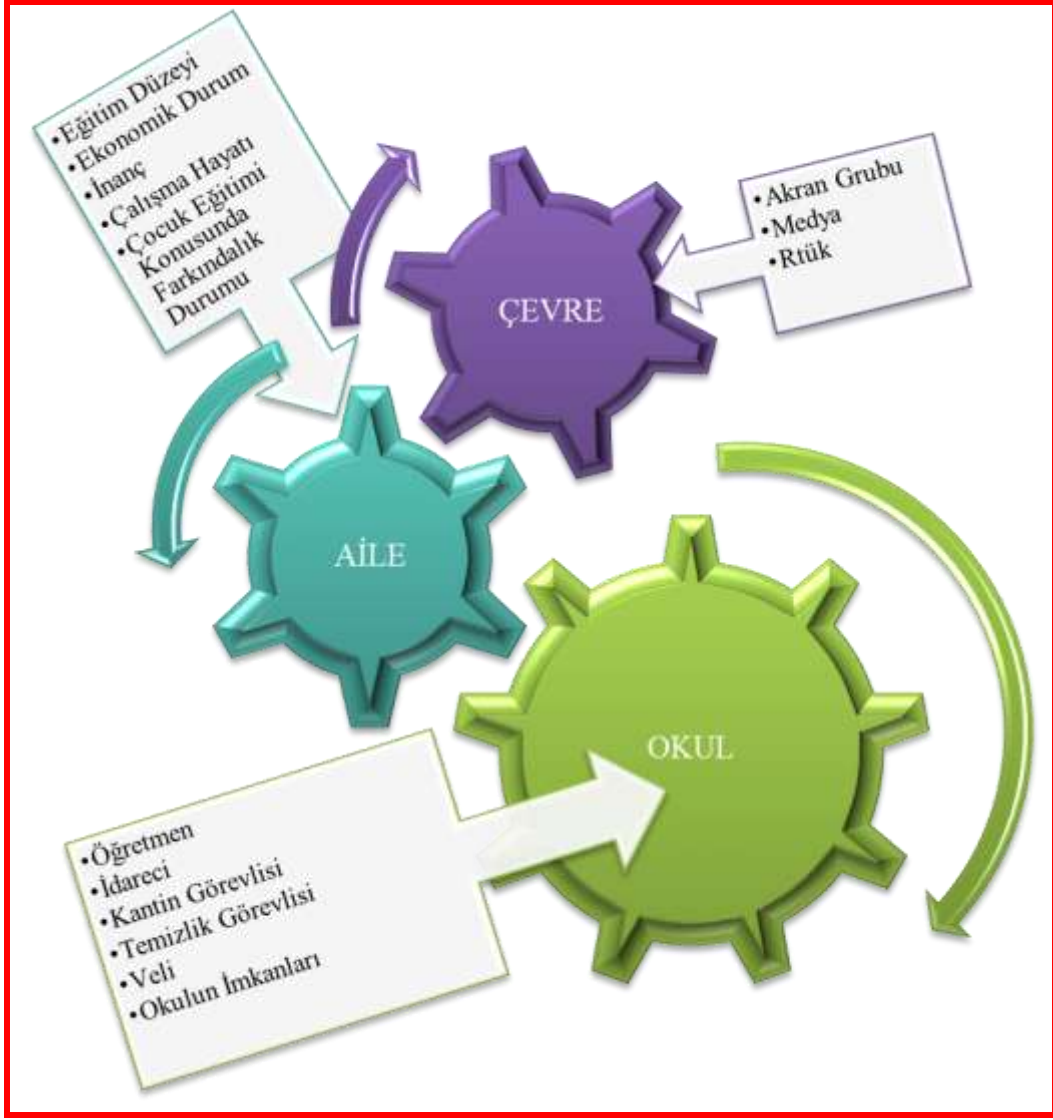 •Eğitim Düzeyi
•Ekonomik Durum
•İnanç
•Çalışma Hayatı
•Çocuk Eğitimi
Konusunda
Farkındalık
Durumu
•Akran Grubu
•Medya
•Rtük
ÇEVRE
AİLE
OKUL
•Öğretmen
•İdareci
•Kantin Görevlisi
•Temizlik Görevlisi
•Veli
•Okulun İmkanları